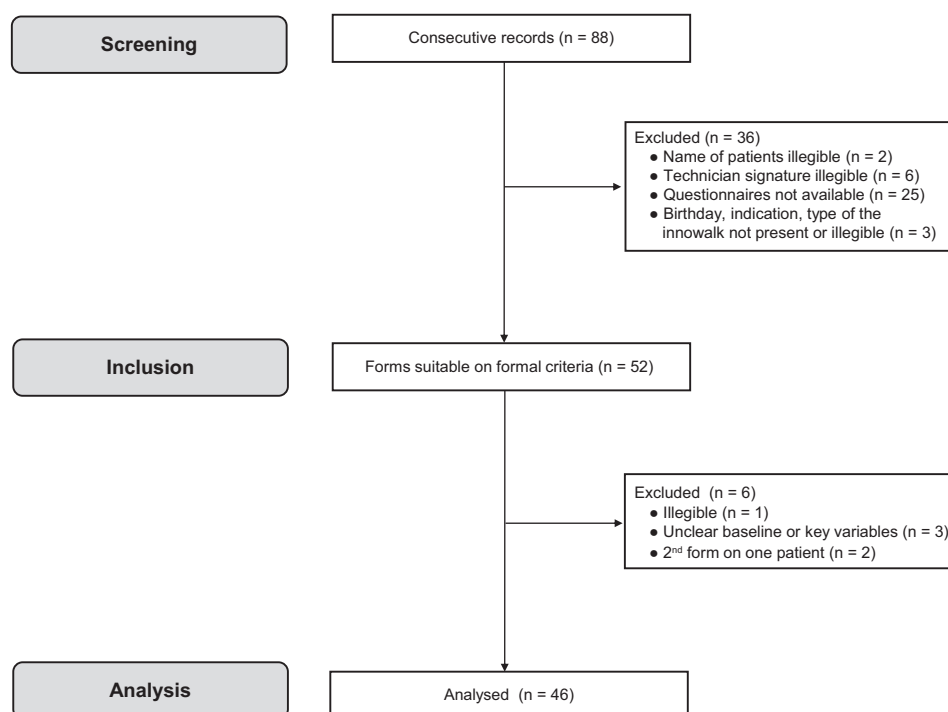 Screening
Consecutive records (n = 88)
Excluded (n = 36)
● Name of patients illegible (n = 2)
● Technician signature illegible (n = 6)
● Questionnaires not available (n = 25)
● Birthday, indication, type of the
innowalk not present or illegible (n = 3)
Inclusion
Forms suitable on formal criteria (n = 52)
Excluded (n = 6)
● Illegible (n = 1)
● Unclear baseline or key variables (n = 3)
● 2nd form on one patient (n = 2)
Analysis
Analysed (n = 46)